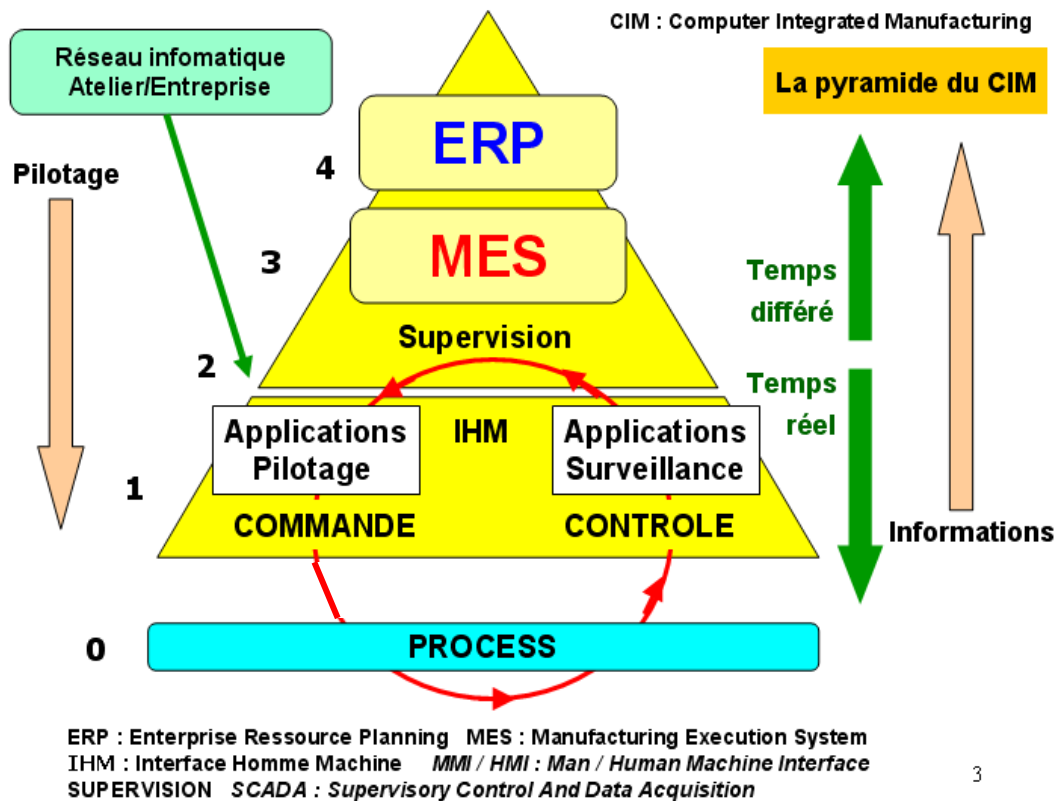 CIM : Computer Integrated Manufacturing
Réseau infomatique
Atelier/Entreprise
La pyramide du CIM
ERP
4
Pilotage
MES
3
Temps
différé
Supervision
2
Temps
réel
Applications
Pilotage
IHM
Applications
Surveillance
1
COMMANDE
CONTROLE
Informations
0
PROCESS
ERP : Enterprise Ressource Planning MES : Manufacturing Execution System
IHM : Interface Homme Machine MMI / HMI : Man / Human Machine Interface
SUPERVISION SCADA : Supervisory Control And Data Acquisition
3